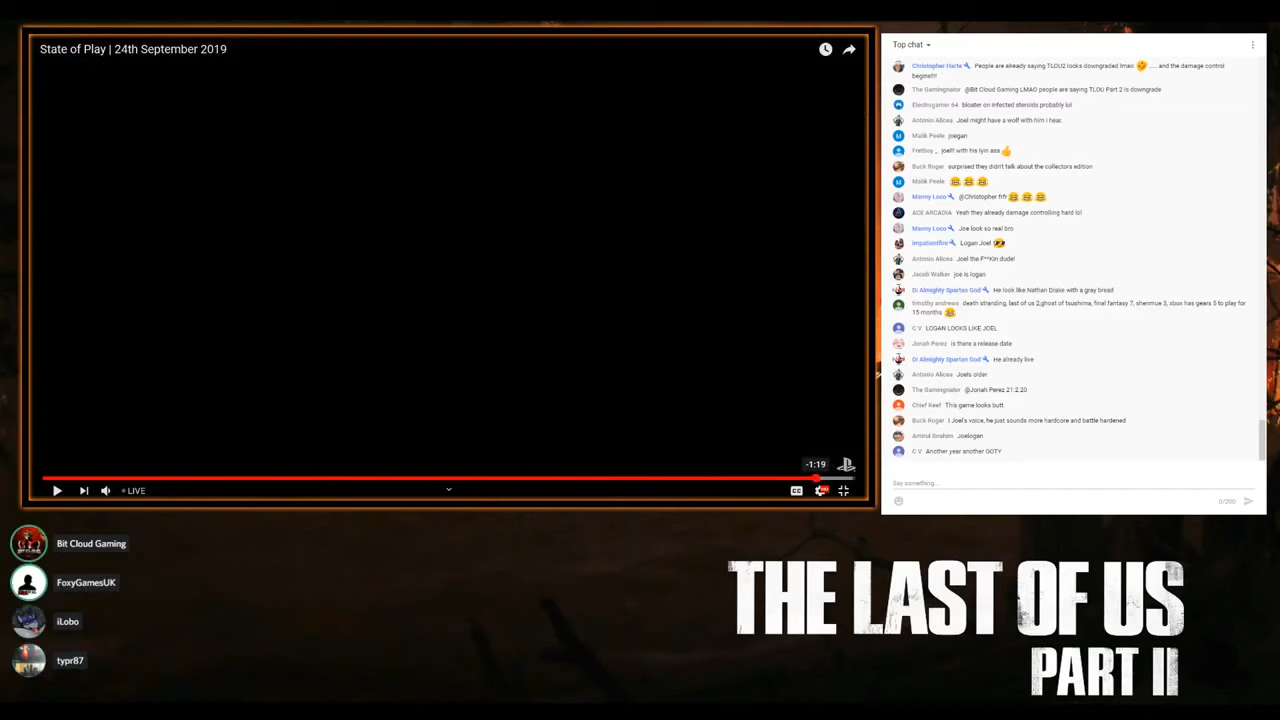 State of Play | 24th September 2019
-1:19
LIVE
CC
Top chat
Christopher Harte People are already saying TLOU2 looks downgraded lmao ..... and the damage control
begins!!!!
The Gamingnator @Bit Cloud Gaming LMAO people are saying TLOU Part 2 is downgrade
Electrogamer 64 bloater on infected steroids probably lol
Antonio Alicea Joel might have a wolf with him i hear.
Malik Peele joegan
Fretboy _ joel!! with his lyin ass
Buck Roger surprised they didn't talk about the collectors edition
Malik Peele
Manny Loco @Christopher frfr
ACE ARCADIA Yeah they already damage controlling hard lol
Manny Loco Joe look so real bro
impationtfire Logan Joel
Antonio Alicea Joel the F**Kin dude!
Jacob Walker joe is logan
Di Almighty Spartan God He look like Nathan Drake with a gray bread
timothy andrews death stranding, last of us 2,ghost of tsushima, final fantasy 7, shenmue 3, xbox has gears 5 to play for
15 months
C V LOGAN LOOKS LIKE JOEL
Jonah Perez is there a release date
Di Almighty Spartan God He already live
Antonio Alicea Joels older
The Gamingnator @Jonah Perez 21.2.20
Chief Keef This game looks butt
Buck Roger I Joel's voice, he just sounds more hardcore and battle hardened
Aminul Ibrahim Joelogan
C V Another year another GOTY
Say something...
0/200
Bit Cloud Gaming
FoxyGamesUK
iLobo
typr87
THE LAST OF US
PART II